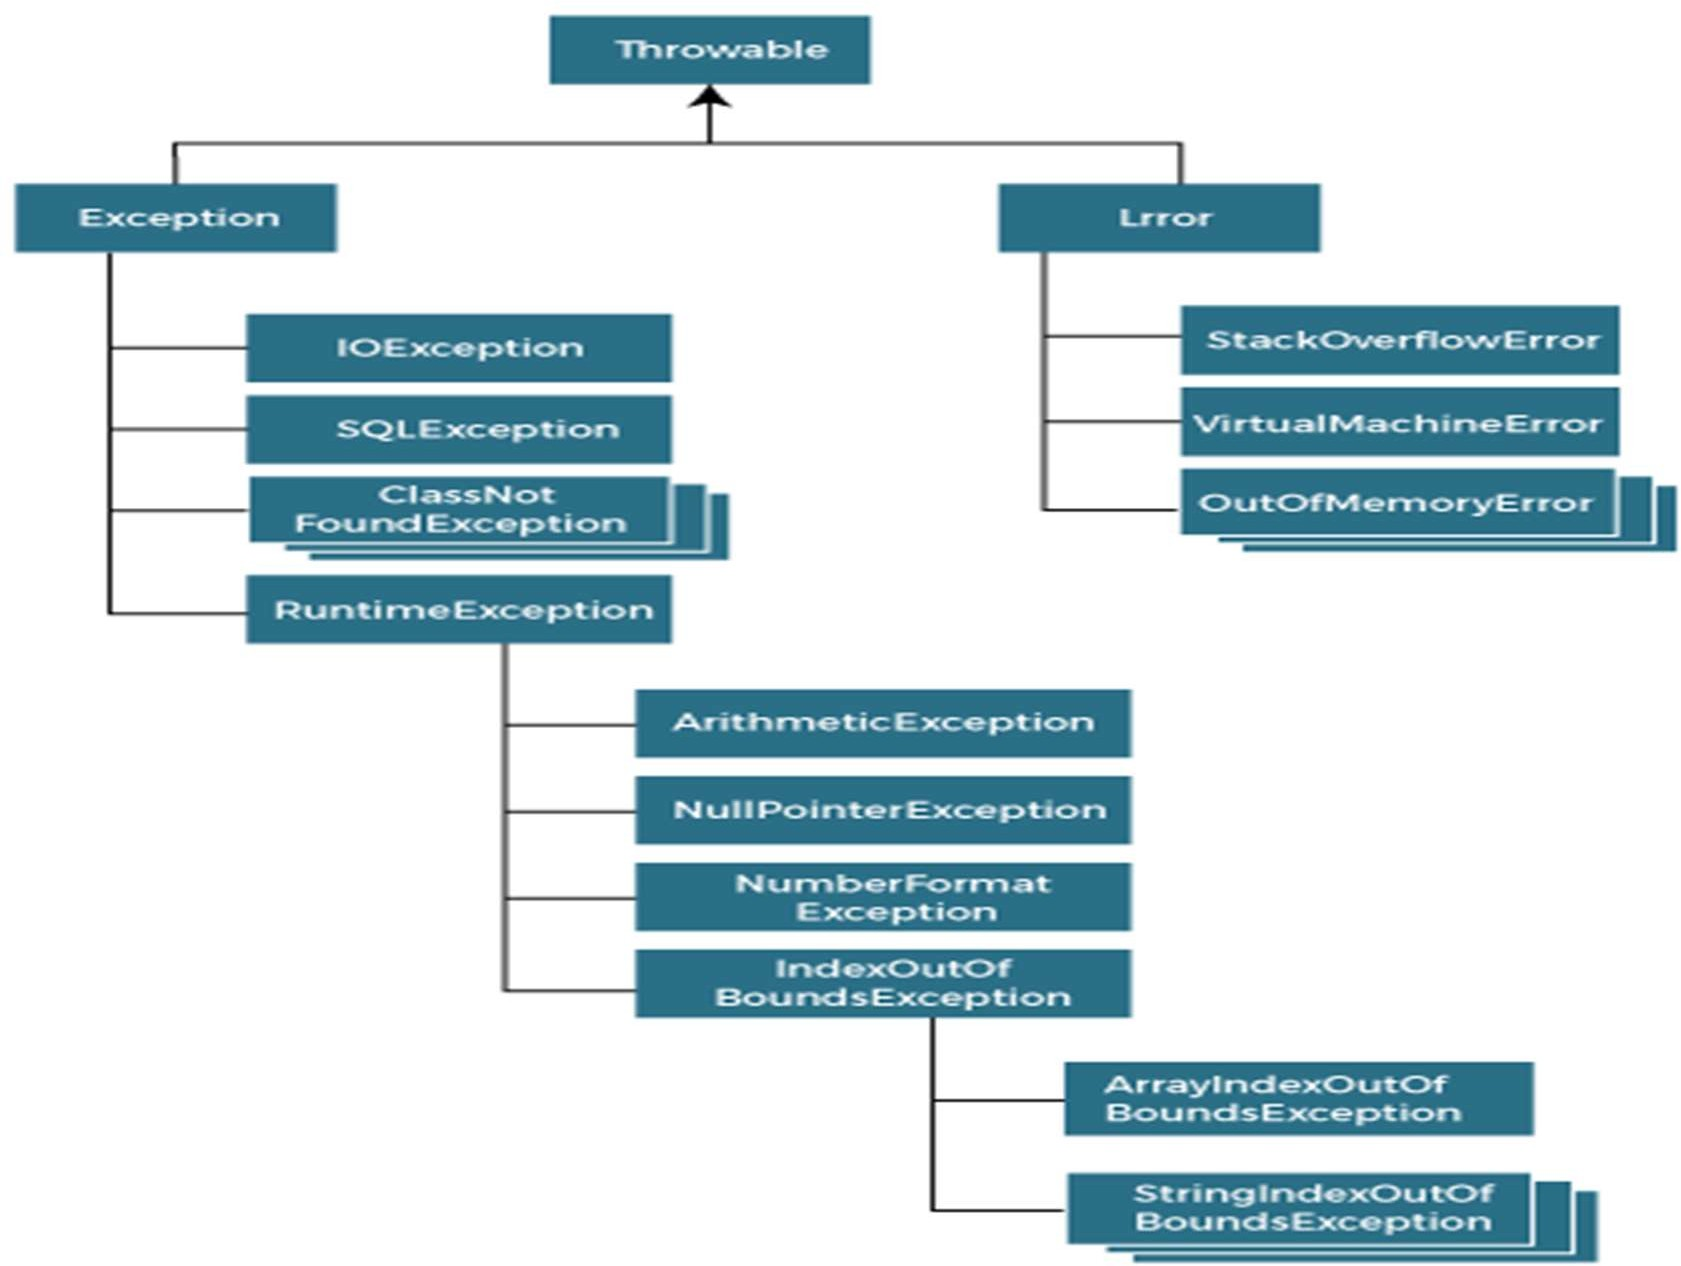 Throwable
Exception
Lrror
IOException
SQLException
ClassNot
FoundException
RuntimeException
StackOverflowError
VirtualMachineError
OutOfMemoryError
ArithmeticException
NullPointerException
NumberFormat
Exception
IndexOutOf
BoundsException
ArrayIndexOutOf
BoundsException
StringIndexOutOf
BoundsException